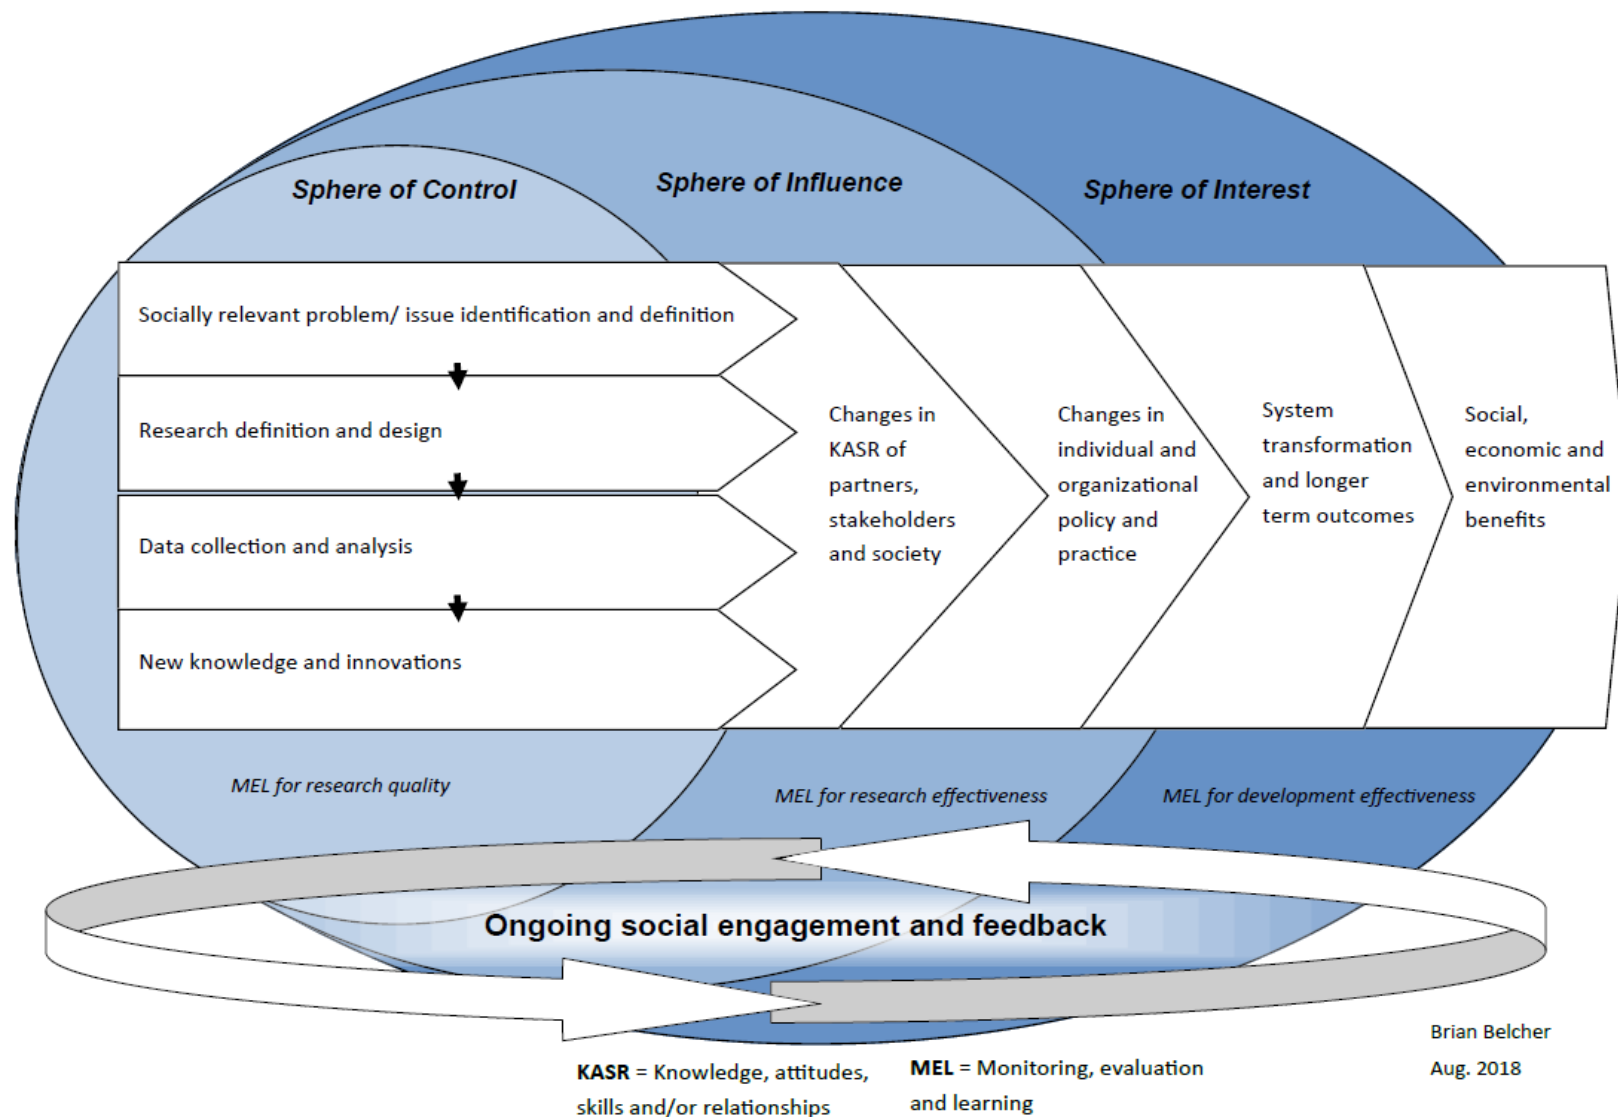 Sphere of Control
Sphere of Influence
Sphere of Interest
Socially relevant problem/ issue identification and definition
Research definition and design
Data collection and analysis
New knowledge and innovations
Changes in
KASR of
partners,
stakeholders
and society
Changes in
individual and
organizational
policy and
practice
System
transformation
and longer
term outcomes
Social,
economic and
environmental
benefits
MEL for research quality
MEL for research effectiveness
MEL for development effectiveness
Ongoing social engagement and feedback
KASR = Knowledge, attitudes,
skills and/or relationships
MEL = Monitoring, evaluation
and learning
Brian Belcher
Aug. 2018